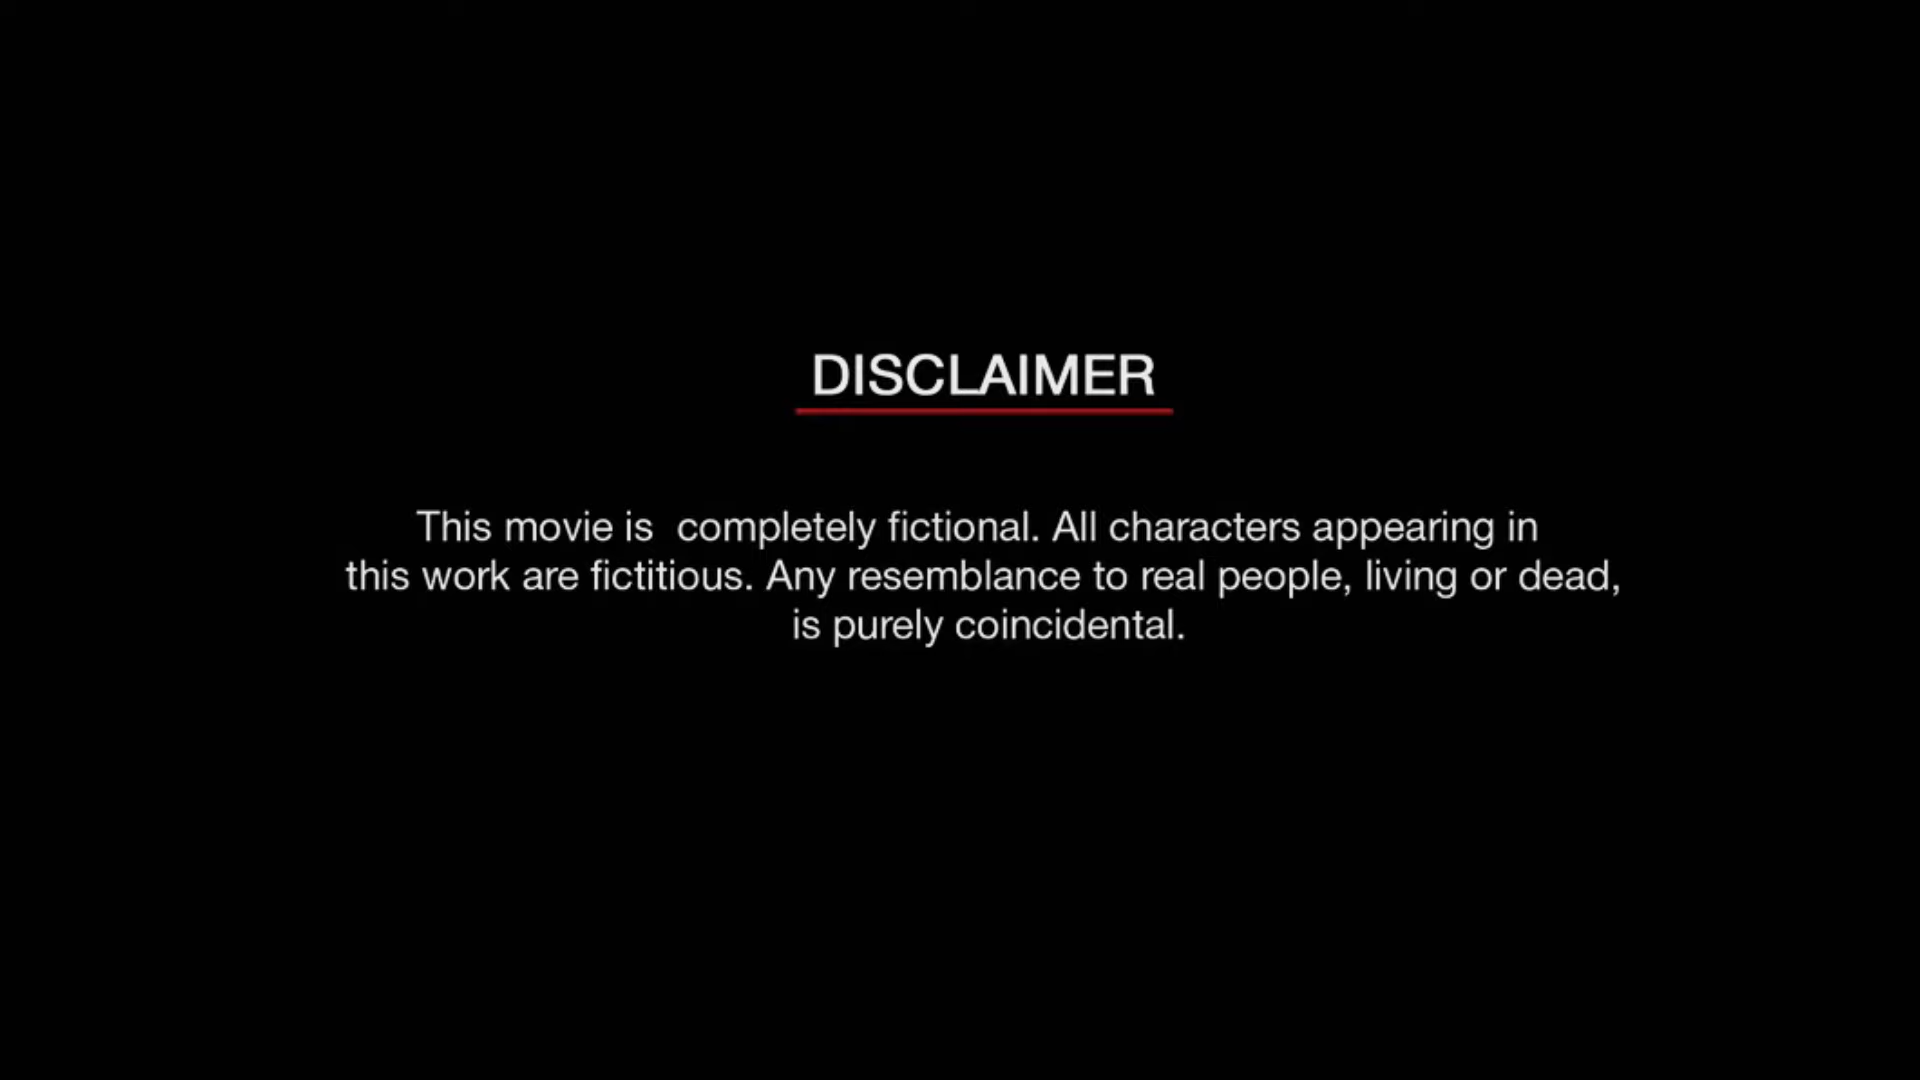 DISCLAIMER
This movie is  completely fictional. All characters appearing in
this work are fictitious. Any resemblance to real people, living or dead,
is purely coincidental.